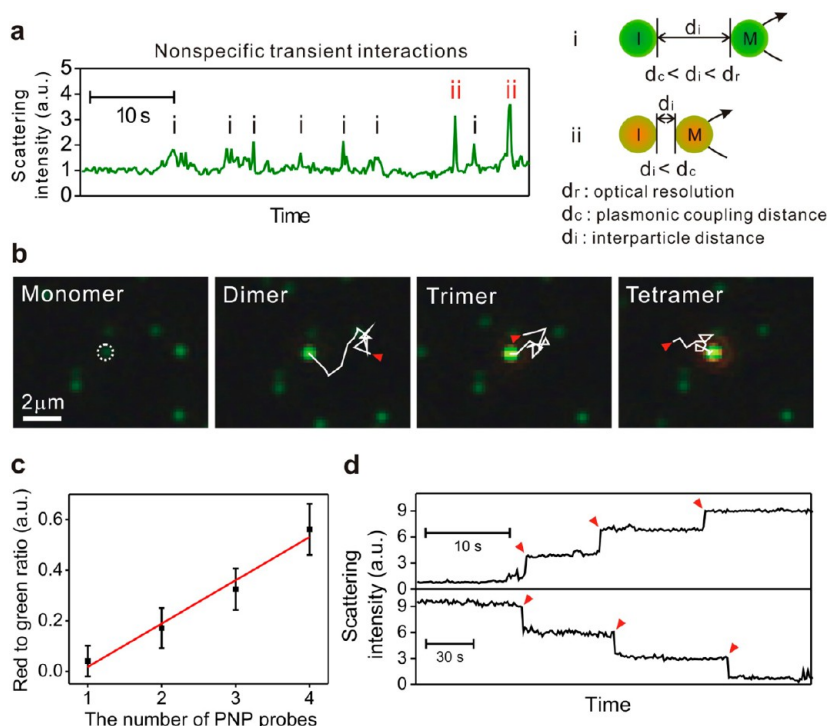 a
Nonspecific transient interactions
Scattering
intensity (a.u.)
5
4
3
2
1
0
10 s
i
i
i
i
i
i
ii
i
ii
Time
i
I
di
M
dc < di < dr
ii
di
I
M
di < dc
dr : optical resolution
dc : plasmonic coupling distance
di : interparticle distance
b
Monomer
Dimer
Trimer
Tetramer
2μm
c
Red to green ratio (a.u.)
0.6
0.4
0.2
0.0
1
2
3
4
The number of PNP probes
d
Scattering
intensity (a.u.)
9
6
3
0
10 s
9
6
3
0
30 s
Time